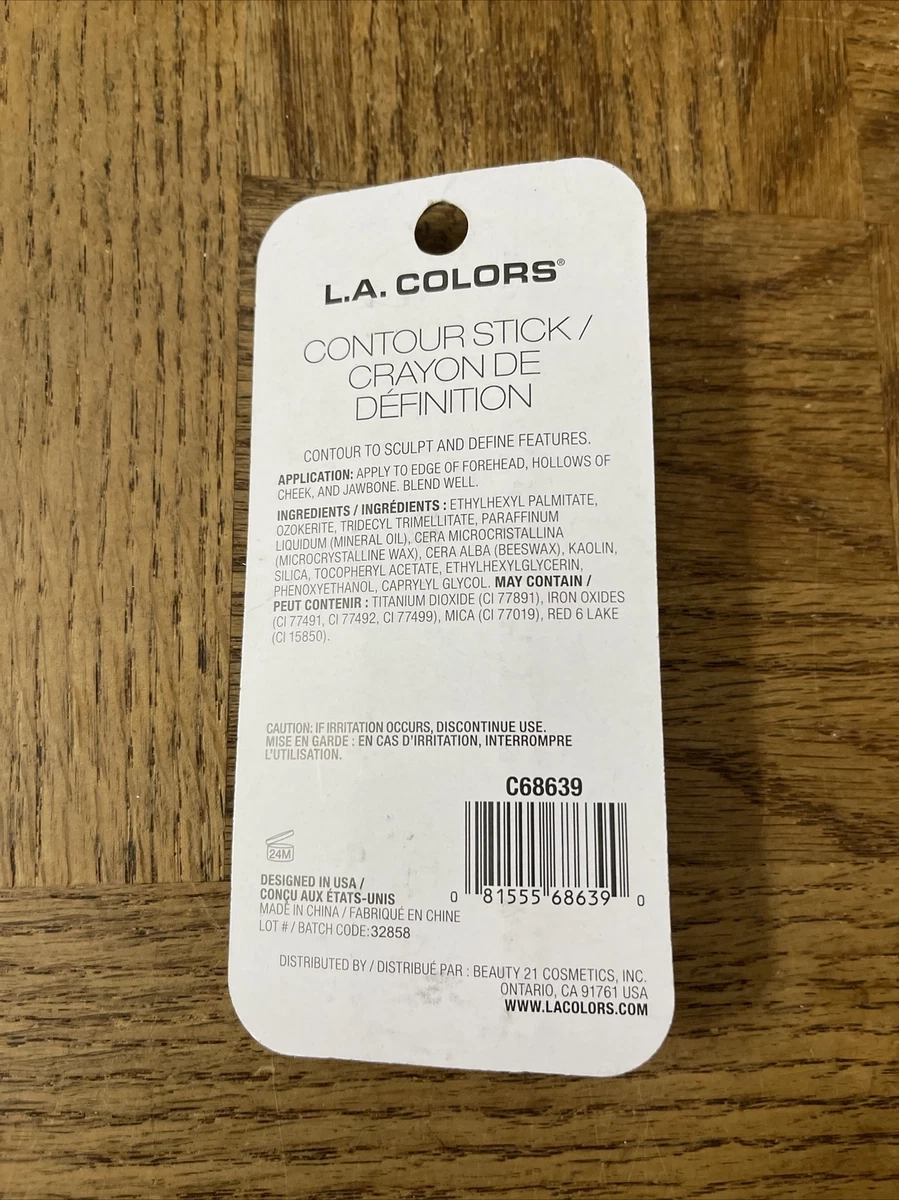 L.A. COLORS®
CONTOUR STICK /
CRAYON DE
DÉFINITION
CONTOUR TO SCULPT AND DEFINE FEATURES.
APPLICATION: APPLY TO EDGE OF FOREHEAD, HOLLOWS OF
CHEEK, AND JAWBONE. BLEND WELL.
INGREDIENTS / INGRÉDIENTS : ETHYLHEXYL PALMITATE,
OZOKERITE, TRIDECYL TRIMELLITATE, PARAFFINUM
LIQUIDUM (MINERAL OIL), CERA MICROCRISTALLINA
(MICROCRYSTALLINE WAX), CERA ALBA (BEESWAX), KAOLIN,
SILICA, TOCOPHERYL ACETATE, ETHYLHEXYLGLYCERIN,
PHENOXYETHANOL, CAPRYLYL GLYCOL. MAY CONTAIN /
PEUT CONTENIR : TITANIUM DIOXIDE (CI 77891), IRON OXIDES
(CI 77491, CI 77492, CI 77499), MICA (CI 77019), RED 6 LAKE
(CI 15850).
CAUTION: IF IRRITATION OCCURS, DISCONTINUE USE.
MISE EN GARDE : EN CAS D'IRRITATION, INTERROMPRE
L'UTILISATION.
C68639
24M
0 81555 68639 0
DESIGNED IN USA /
CONÇU AUX ÉTATS-UNIS
MADE IN CHINA / FABRIQUÉ EN CHINE
LOT # / BATCH CODE:32858
DISTRIBUTED BY / DISTRIBUÉ PAR : BEAUTY 21 COSMETICS, INC.
ONTARIO, CA 91761 USA
WWW.LACOLORS.COM